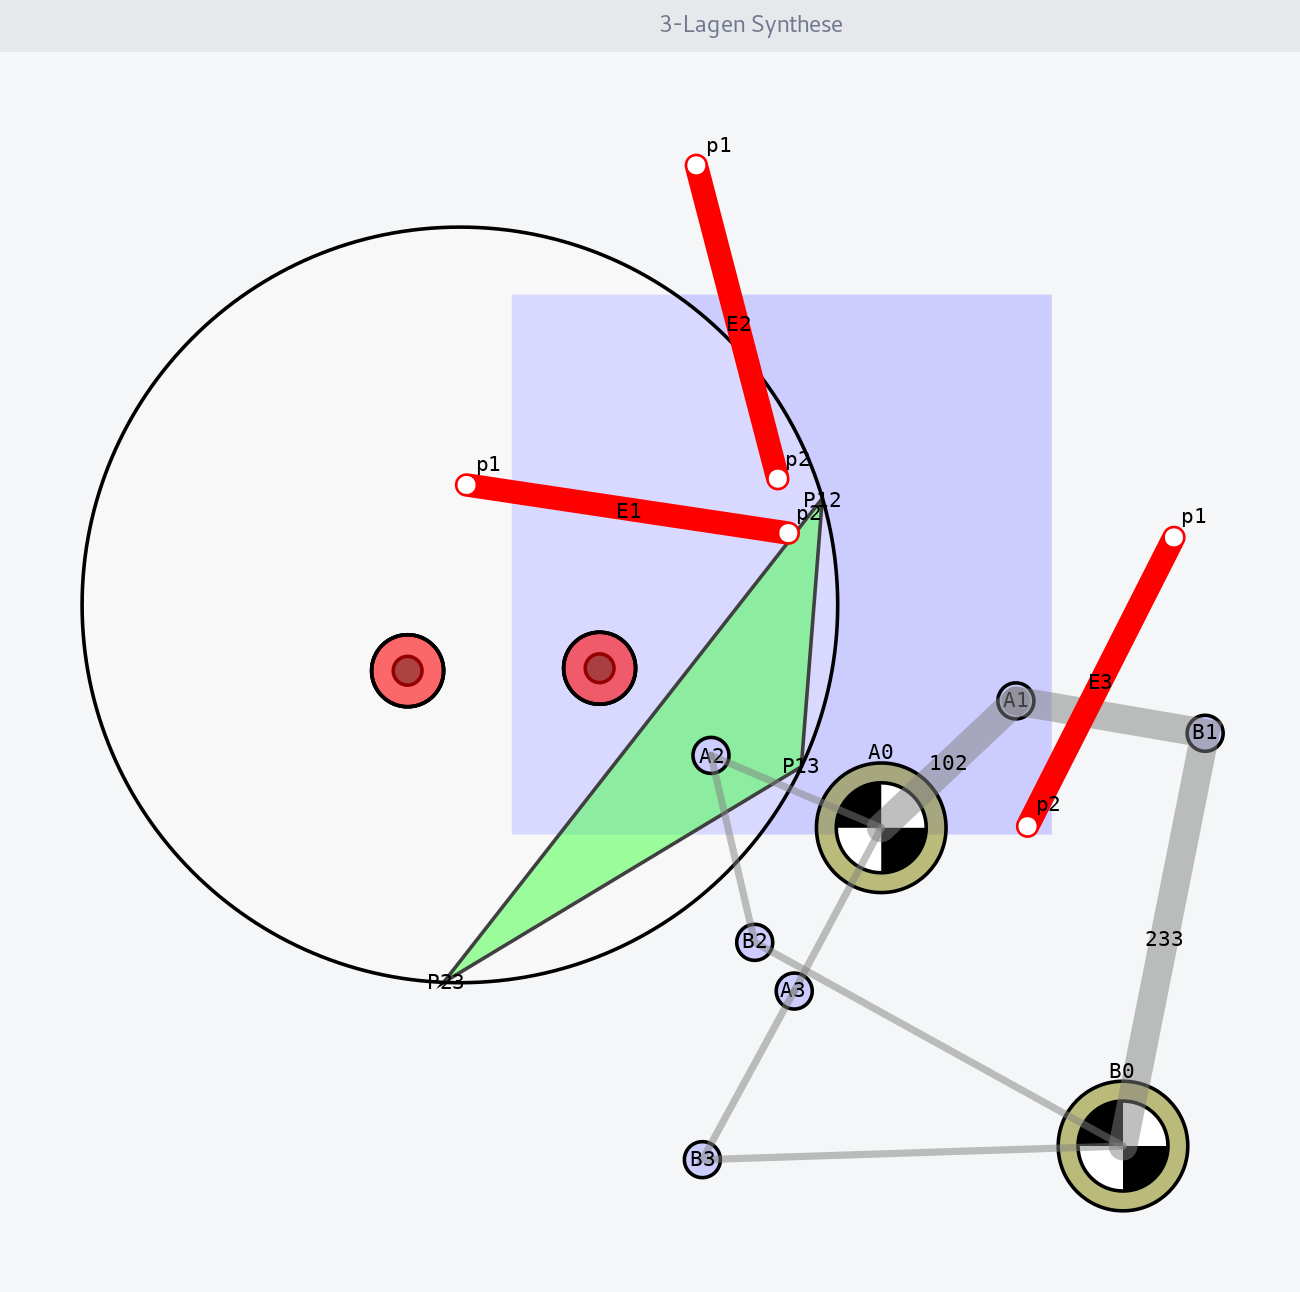 3-Lagen Synthese
p1
E2
p2
p1
E1
P12
p2
p1
E3
A1
B1
A0
A2
102
P13
p2
B2
233
P23
A3
B0
B3